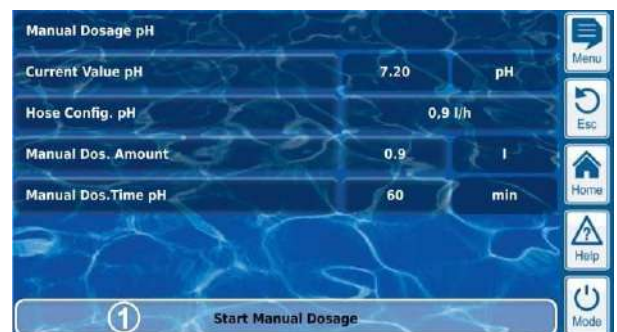 Manual Dosage pH
Menu
Current Value pH 7.20 pH
Hose Config. pH 0,9 l/h
Esc
Manual Dos. Amount 0.9 l
Home
Manual Dos.Time pH 60 min
Help
① Start Manual Dosage
Mode